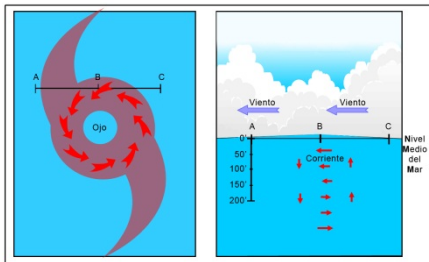 A B C
Ojo
Viento Viento
A B C
0'
50'
100'
150'
200'
Corriente
Nivel
Medio
del
Mar